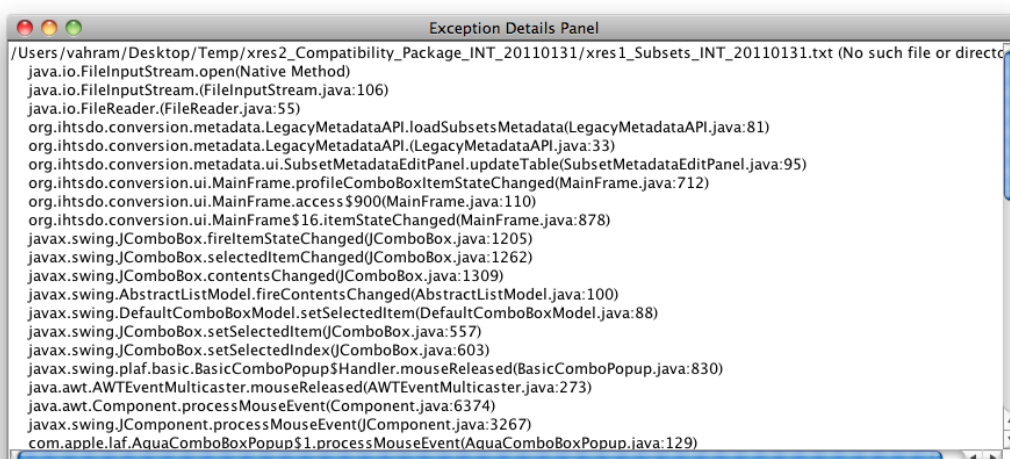 Exception Details Panel
/Users/vahram/Desktop/Temp/xres2_Compatibility_Package_INT_20110131/xres1_Subsets_INT_20110131.txt (No such file or directo
java.io.FileInputStream.open(Native Method)
java.io.FileInputStream.(FileInputStream.java:106)
java.io.FileReader.(FileReader.java:55)
org.ihtsdo.conversion.metadata.LegacyMetadataAPI.loadSubsetsMetadata(LegacyMetadataAPI.java:81)
org.ihtsdo.conversion.metadata.LegacyMetadataAPI.(LegacyMetadataAPI.java:33)
org.ihtsdo.conversion.metadata.ui.SubsetMetadataEditPanel.updateTable(SubsetMetadataEditPanel.java:95)
org.ihtsdo.conversion.ui.MainFrame.profileComboBoxItemStateChanged(MainFrame.java:712)
org.ihtsdo.conversion.ui.MainFrame.access$900(MainFrame.java:110)
org.ihtsdo.conversion.ui.MainFrame$16.itemStateChanged(MainFrame.java:878)
javax.swing.JComboBox.fireItemStateChanged(JComboBox.java:1205)
javax.swing.JComboBox.selectedItemChanged(JComboBox.java:1262)
javax.swing.JComboBox.contentsChanged(JComboBox.java:1309)
javax.swing.AbstractListModel.fireContentsChanged(AbstractListModel.java:100)
javax.swing.DefaultComboBoxModel.setSelectedItem(DefaultComboBoxModel.java:88)
javax.swing.JComboBox.setSelectedItem(JComboBox.java:557)
javax.swing.JComboBox.setSelectedIndex(JComboBox.java:603)
javax.swing.plaf.basic.BasicComboPopup$Handler.mouseReleased(BasicComboPopup.java:830)
java.awt.AWTEventMulticaster.mouseReleased(AWTEventMulticaster.java:273)
java.awt.Component.processMouseEvent(Component.java:6374)
javax.swing.JComponent.processMouseEvent(JComponent.java:3267)
com.apple.laf.AquaComboBoxPopup$1.processMouseEvent(AquaComboBoxPopup.java:129)